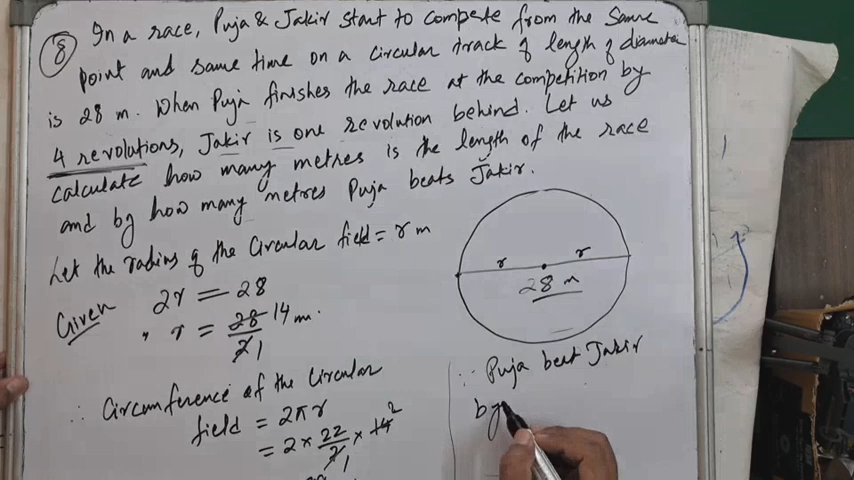 8 In a race, Puja & Jakir start to compete from the same
point and same time on a circular track of length of diameter
is 28 m. When Puja finishes the race at the competition by
4 revolutions, Jakir is one revolution behind. Let us
calculate how many metres is the length of the race
and by how many metres Puja beats Jakir.
Let the radius of the Circular field = r m
Given 2r = 28
" r = 28/2 14 m.
1
r r
28 m
∴ Circumference of the Circular
field = 2πr
= 2 × 22/7 × 14 2
1
∵ Puja beat Jakir
by